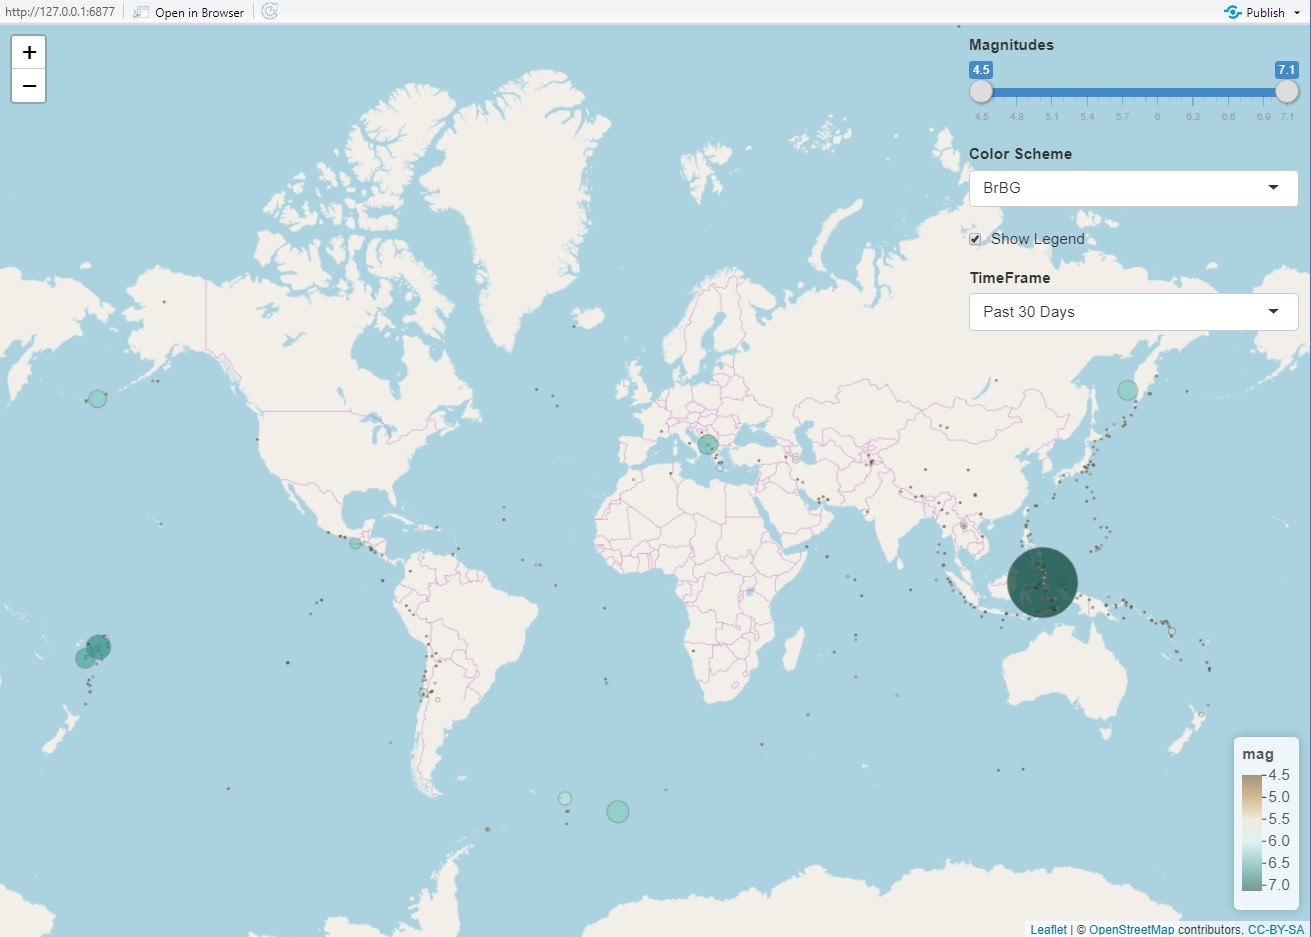 http://127.0.0.1:6877 Open in Browser Publish
+
−
Magnitudes
4.5 7.1
4.5 4.8 5.1 5.4 5.7 6 6.3 6.6 6.9 7.1
Color Scheme
BrBG
Show Legend
TimeFrame
Past 30 Days
mag
4.5
5.0
5.5
6.0
6.5
7.0
Leaflet | © OpenStreetMap contributors, CC-BY-SA